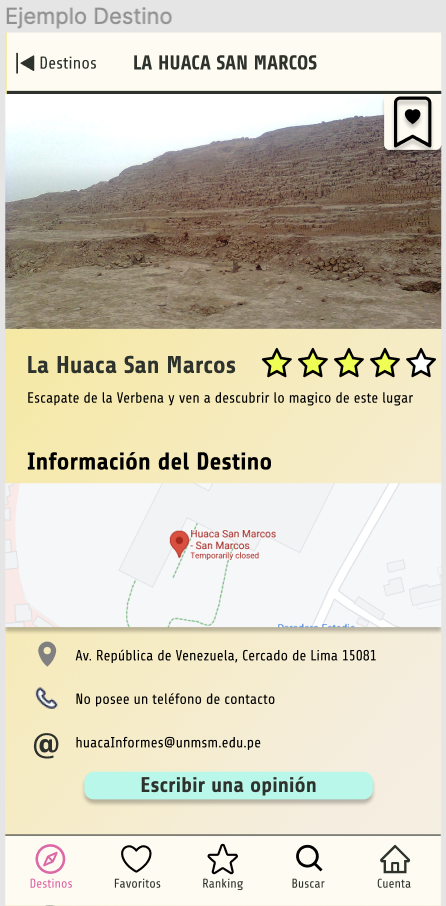 Ejemplo Destino
Destinos
LA HUACA SAN MARCOS
La Huaca San Marcos
Escapate de la Verbena y ven a descubrir lo magico de este lugar
Información del Destino
Huaca San Marcos
- San Marcos
Temporarily closed
Paradero Estadio
Av. República de Venezuela, Cercado de Lima 15081
No posee un teléfono de contacto
@
huacaInformes@unmsm.edu.pe
Escribir una opinión
Destinos
Favoritos
Ranking
Buscar
Cuenta